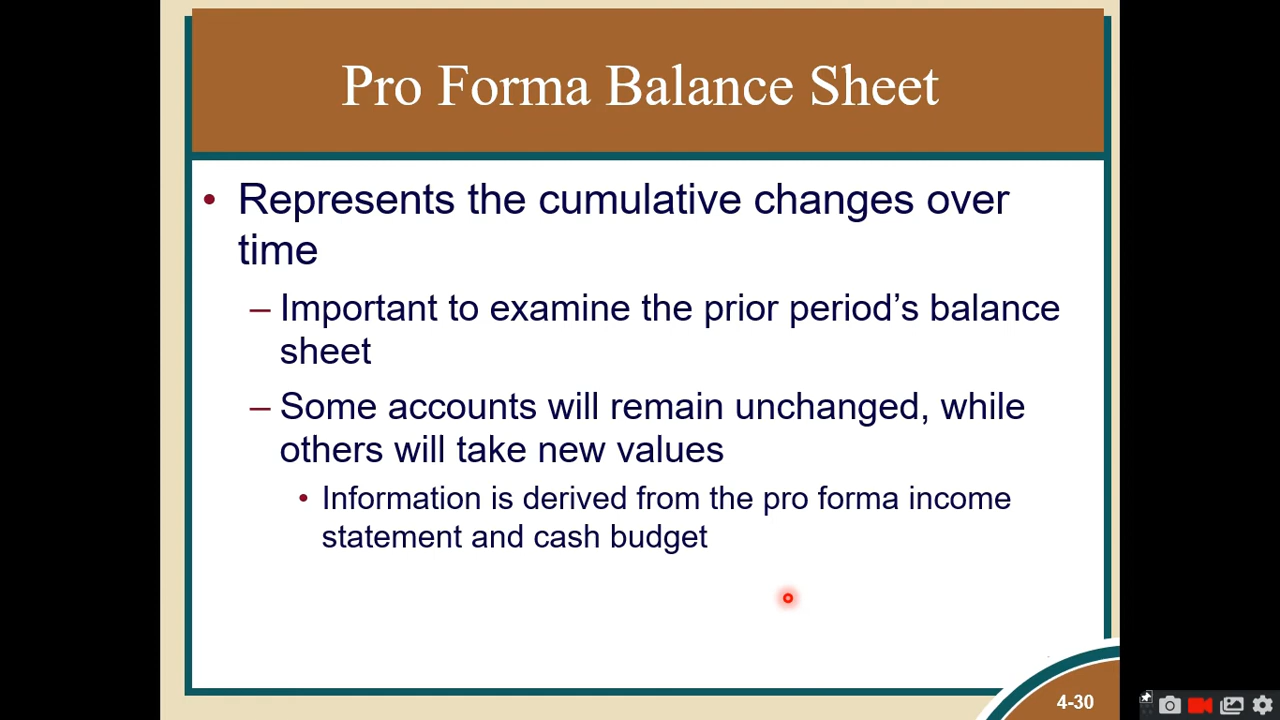 Pro Forma Balance Sheet
• Represents the cumulative changes over
time
– Important to examine the prior period’s balance
sheet
– Some accounts will remain unchanged, while
others will take new values
• Information is derived from the pro forma income
statement and cash budget
4-30